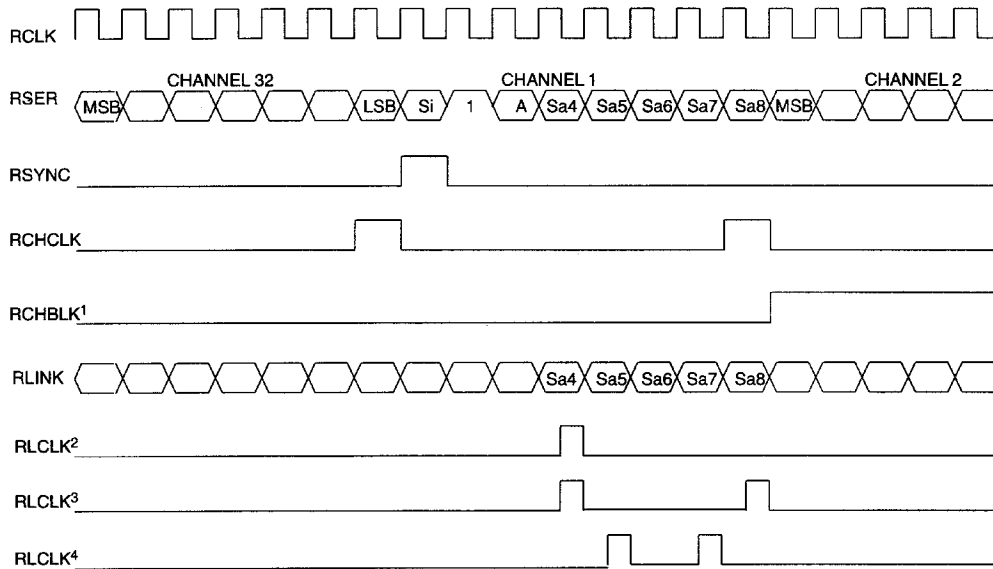 RCLK
CHANNEL 32 CHANNEL 1 CHANNEL 2
RSER MSB LSB Si 1 A Sa4 Sa5 Sa6 Sa7 Sa8 MSB
RSYNC
RCHCLK
RCHBLK1
RLINK Sa4 Sa5 Sa6 Sa7 Sa8
RLCLK2
RLCLK3
RLCLK4